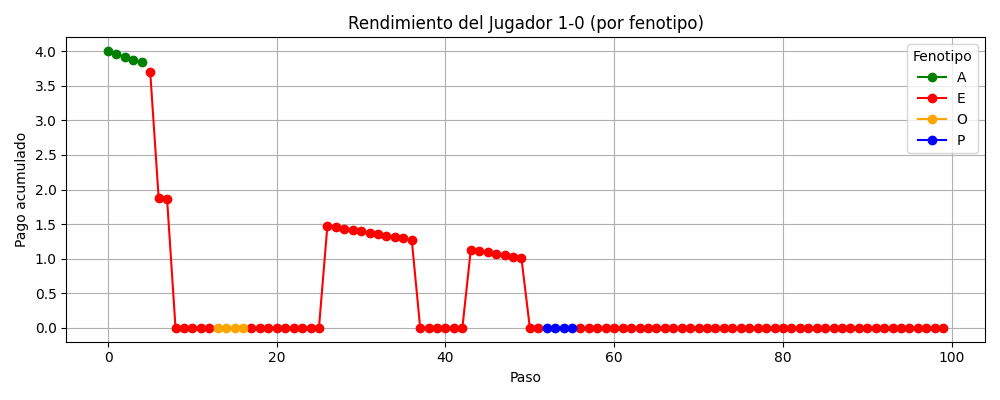 Rendimiento del Jugador 1-0 (por fenotipo)
Pago acumulado
4.0
3.5
3.0
2.5
2.0
1.5
1.0
0.5
0.0
Fenotipo
A
E
O
P
0 20 40 60 80 100
Paso